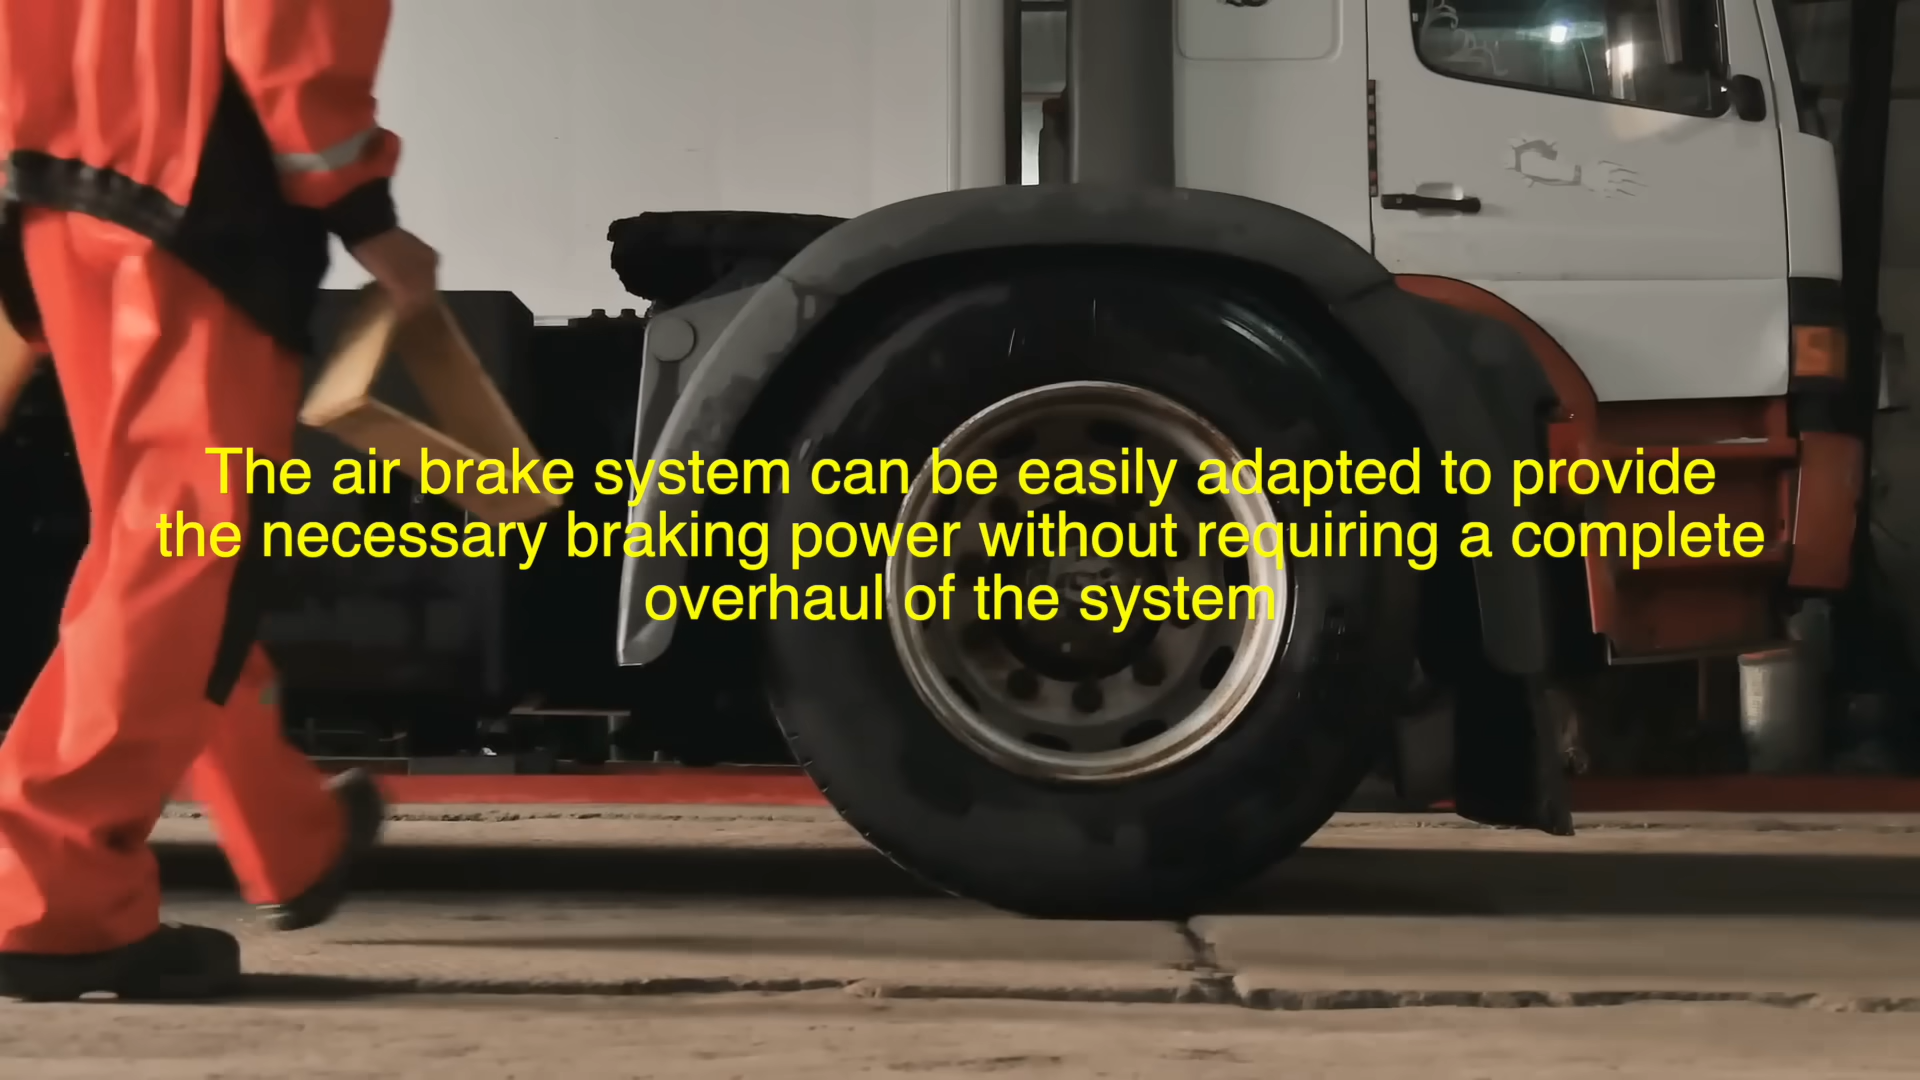 The air brake system can be easily adapted to provide
the necessary braking power without requiring a complete
overhaul of the system